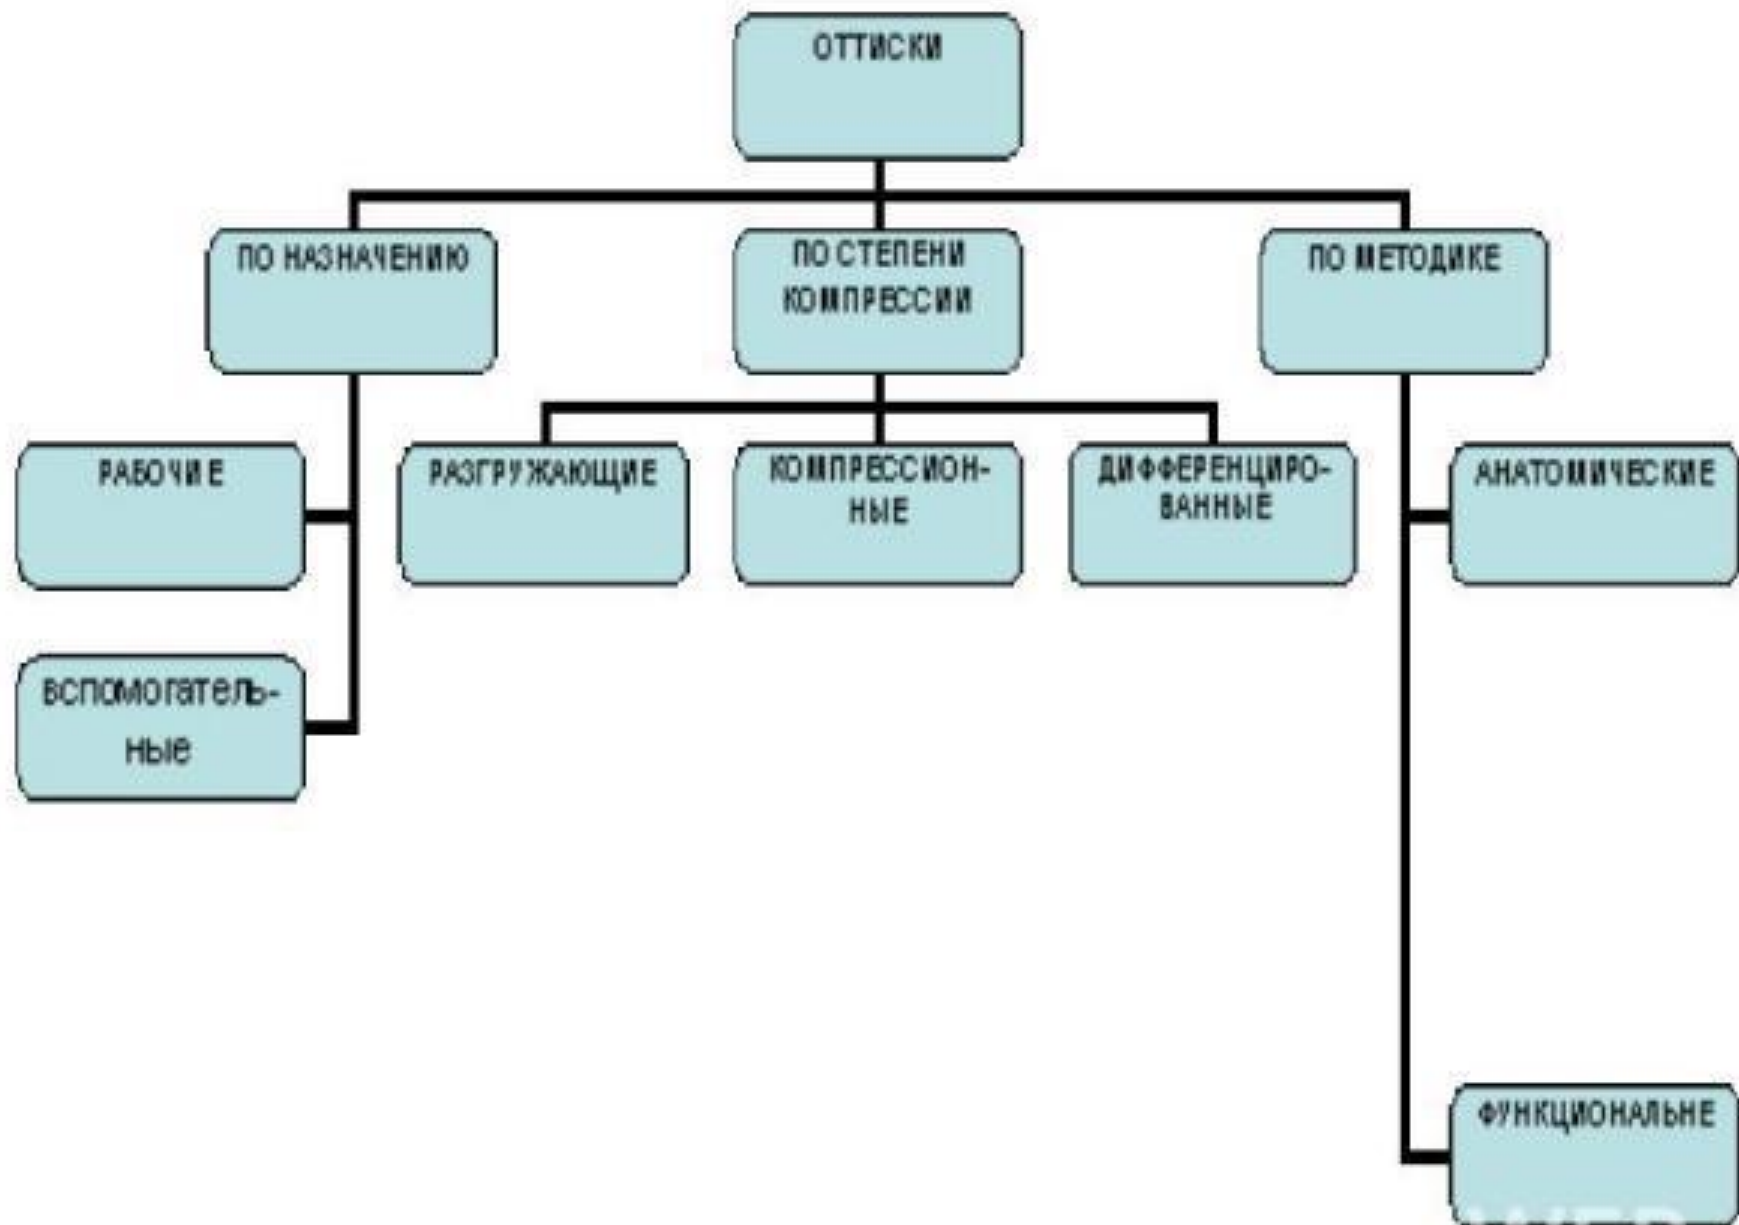 ОТТИСКИ
ПО НАЗНАЧЕНИЮ
ПО СТЕПЕНИ
КОМПРЕССИИ
ПО МЕТОДИКЕ
РАБОЧИЕ
РАЗГРУЖАЮЩИЕ
КОМПРЕССИОН-
НЫЕ
ДИФФЕРЕНЦИРО-
ВАННЫЕ
АНАТОМИЧЕСКИЕ
вспомогатель-
ные
ФУНКЦИОНАЛЬНЕ